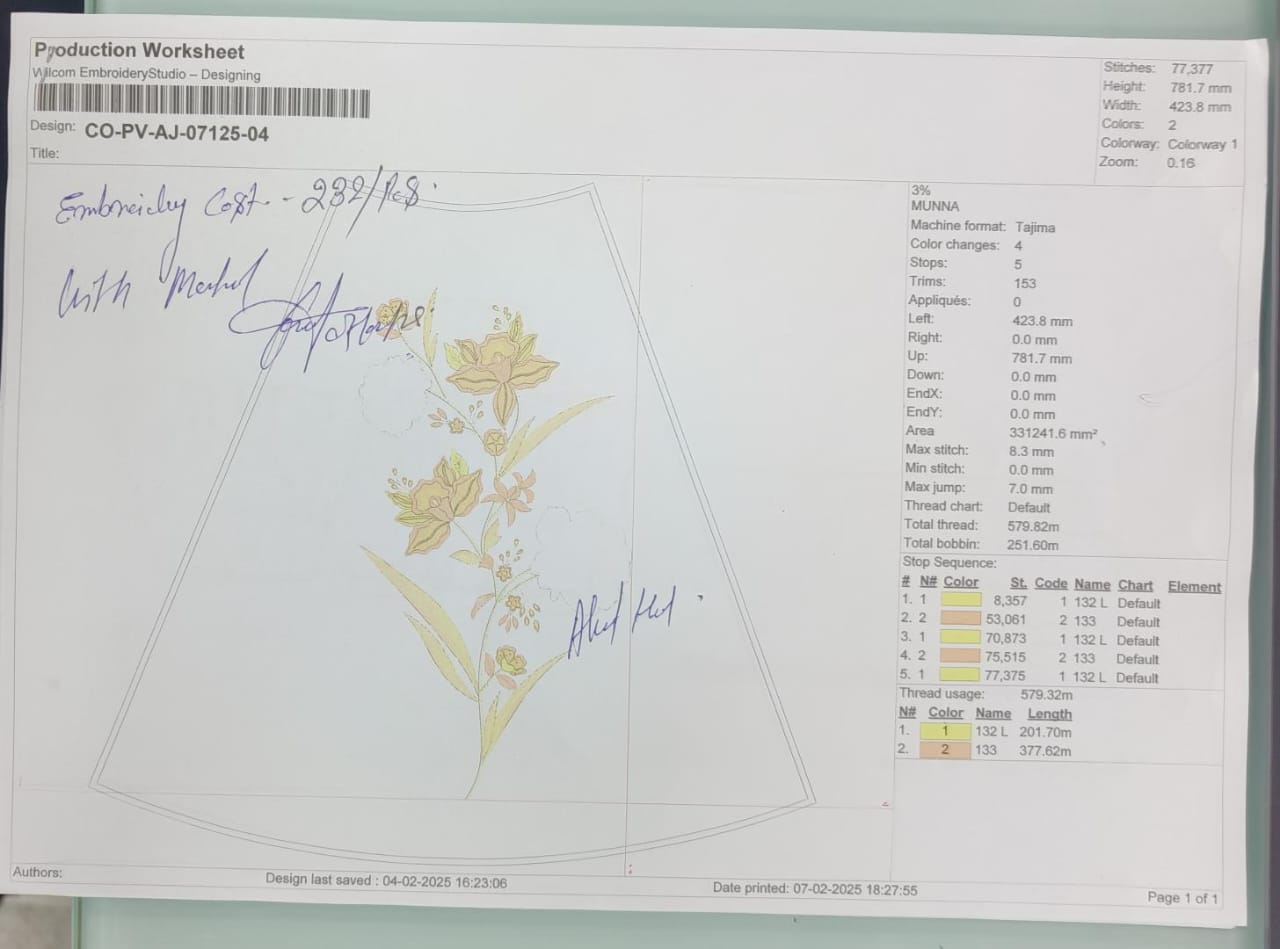 Production Worksheet
Wilcom EmbroideryStudio – Designing
Design: CO-PV-AJ-07125-04
Title:
Stitches: 77,377
Height: 781.7 mm
Width: 423.8 mm
Colors: 2
Colorway: Colorway 1
Zoom: 0.16
Cost - 232/Pcs.
With
3%
MUNNA
Machine format: Tajima
Color changes: 4
Stops: 5
Trims: 153
Appliqués: 0
Left: 423.8 mm
Right: 0.0 mm
Up: 781.7 mm
Down: 0.0 mm
EndX: 0.0 mm
EndY: 0.0 mm
Area 331241.6 mm²
Max stitch: 8.3 mm
Min stitch: 0.0 mm
Max jump: 7.0 mm
Thread chart: Default
Total thread: 579.82m
Total bobbin: 251.60m
Stop Sequence:
# N# Color St. Code Name Chart Element
1. 1 8,357 1 132 L Default
2. 2 53,061 2 133 Default
3. 1 70,873 1 132 L Default
4. 2 75,515 2 133 Default
5. 1 77,375 1 132 L Default
Thread usage: 579.32m
N# Color Name Length
1. 1 132 L 201.70m
2. 2 133 377.62m
Authors:
Design last saved : 04-02-2025 16:23:06
Date printed: 07-02-2025 18:27:55
Page 1 of 1